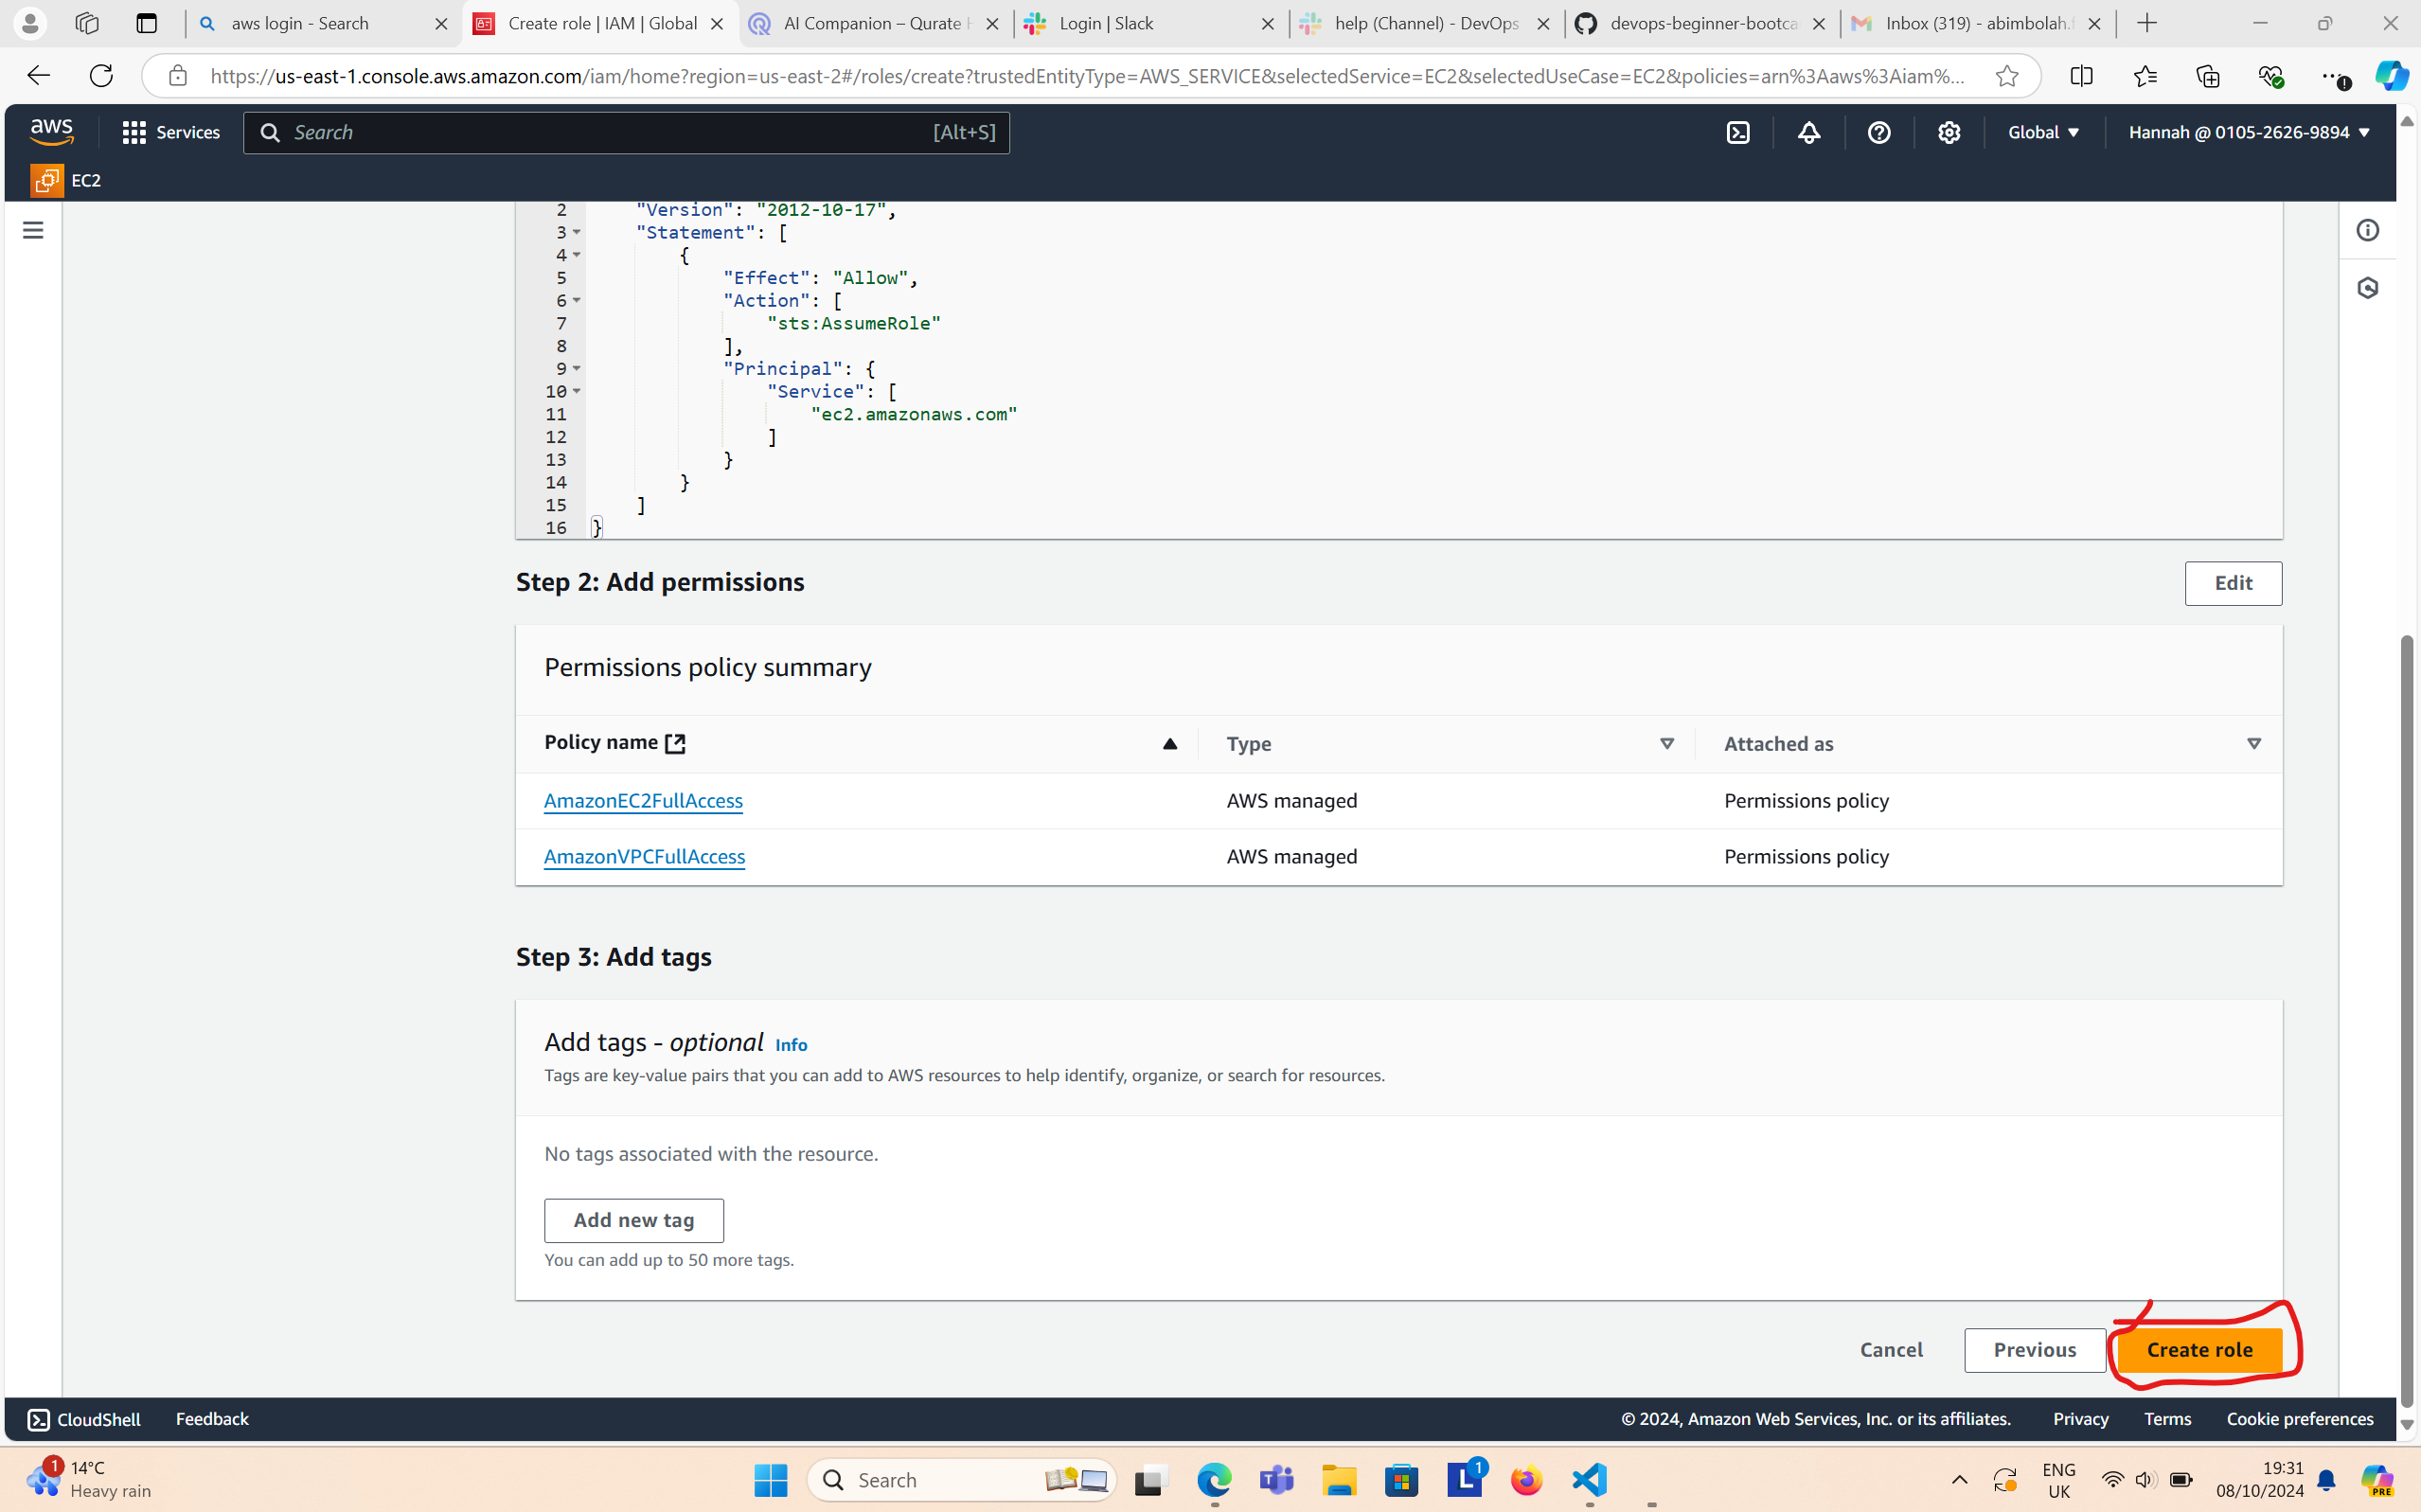 aws login - Search
Create role | IAM | Global
AI Companion – Qurate H
Login | Slack
help (Channel) - DevOps
devops-beginner-bootca
Inbox (319) - abimbolah.f
https://us-east-1.console.aws.amazon.com/iam/home?region=us-east-2#/roles/create?trustedEntityType=AWS_SERVICE&selectedService=EC2&selectedUseCase=EC2&policies=arn%3Aaws%3Aiam%...
aws
Services
Search
[Alt+S]
Global
Hannah @ 0105-2626-9894
EC2
2 "Version": "2012-10-17",
3 "Statement": [
4 {
5 "Effect": "Allow",
6 "Action": [
7 "sts:AssumeRole"
8 ],
9 "Principal": {
10 "Service": [
11 "ec2.amazonaws.com"
12 ]
13 }
14 }
15 ]
16 }
Step 2: Add permissions
Edit
Permissions policy summary
Policy name
Type
Attached as
AmazonEC2FullAccess
AWS managed
Permissions policy
AmazonVPCFullAccess
AWS managed
Permissions policy
Step 3: Add tags
Add tags - optional Info
Tags are key-value pairs that you can add to AWS resources to help identify, organize, or search for resources.
No tags associated with the resource.
Add new tag
You can add up to 50 more tags.
Cancel
Previous
Create role
CloudShell
Feedback
© 2024, Amazon Web Services, Inc. or its affiliates.
Privacy
Terms
Cookie preferences
1
14°C
Heavy rain
Search
L
1
ENG
UK
19:31
08/10/2024
PRE